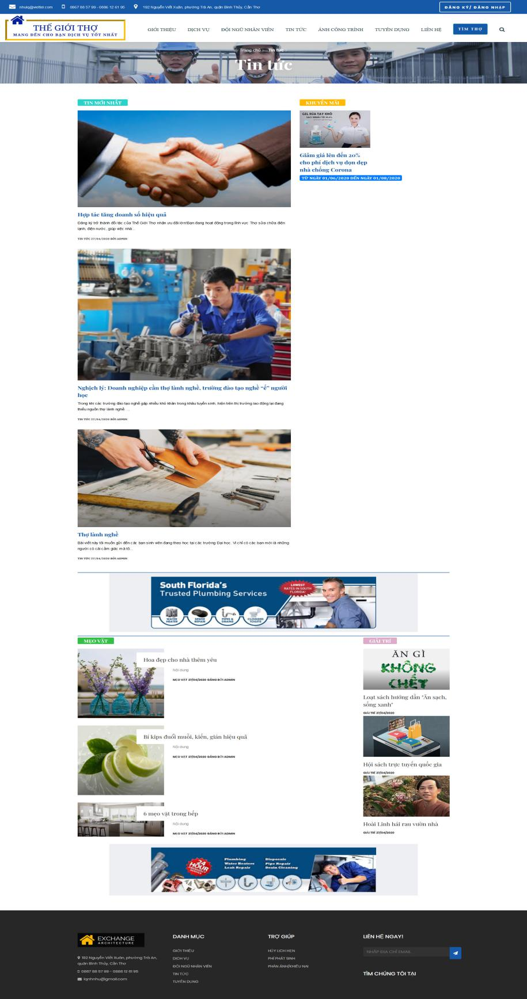 nhulq@viettel.com 0867 88 57 99 - 0886 12 61 95 192 Nguyễn Viết Xuân, phường Trà An, quận Bình Thủy, Cần Thơ ĐĂNG KÝ/ ĐĂNG NHẬP
THẾ GIỚI THỢ
MANG ĐẾN CHO BẠN DỊCH VỤ TỐT NHẤT
GIỚI THIỆU DỊCH VỤ ĐỘI NGŨ NHÂN VIÊN TIN TỨC ẢNH CÔNG TRÌNH TUYỂN DỤNG LIÊN HỆ TÌM THỢ
Trang chủ Tin tức
Tin tức
TIN MỚI NHẤT
Hợp tác tăng doanh số hiệu quả
Đăng ký trở thành đối tác của Thế Giới Thợ nhận ưu đãi lớn!Bạn đang hoạt động trong lĩnh vực Thợ sửa chữa điện
lạnh, điện nước, giúp việc nhà...
TIN TỨC 27/04/2020 BỞI ADMIN
Nghịch lý: Doanh nghiệp cần thợ lành nghề, trường đào tạo nghề “ế” người
học
Trong khi các trường đào tạo nghề gặp nhiều khó khăn trong khâu tuyển sinh, hiện trên thị trường lao động lại đang
thiếu nguồn thợ lành nghề. ...
TIN TỨC 27/04/2020 BỞI ADMIN
Thợ lành nghề
Bài viết này tôi muốn gửi đến các bạn sinh viên đang theo học tại các trường Đại học. Vì chỉ có các bạn mới là những
người có cái cảm giác mà tô...
TIN TỨC 27/04/2020 BỞI ADMIN
KHUYẾN MÃI
GEL RỬA TAY KHÔ
SẠCH KHUẨN TỚI 99.9%
Giảm giá lên đến 20%
cho phí dịch vụ dọn dẹp
nhà chống Corona
TỪ NGÀY 01/06/2020 ĐẾN NGÀY 01/08/2020
South Florida's
Trusted Plumbing Services
LOWEST
RATES IN SOUTH
FLORIDA!
WATER
HEATER
SEWER
REPAIR
PIPES &
DRAINS
CLOGGED
TOILETS
MẸO VẶT
Hoa đẹp cho nhà thêm yêu
Nội dung
MẸO VẶT 27/04/2020 ĐĂNG BỞI ADMIN
Bí kips đuổi muỗi, kiến, gián hiệu quả
Nội dung
MẸO VẶT 27/04/2020 ĐĂNG BỞI ADMIN
6 mẹo vặt trong bếp
Nội dung
MẸO VẶT 27/04/2020 ĐĂNG BỞI ADMIN
GIẢI TRÍ
ĂN GÌ
KHÔNG
CHẾT
Loạt sách hướng dẫn "Ăn sạch,
sống xanh"
GIẢI TRÍ 27/04/2020
Hội sách trực tuyến quốc gia
GIẢI TRÍ 27/04/2020
Hoài Linh hái rau vườn nhà
GIẢI TRÍ 27/04/2020
24
HOUR
Plumbing
Water Heaters
Leak Repair
Disposals
Pipe Repair
Drain Cleaning
EXCHANGE
ARCHITECTURE
192 Nguyễn Viết Xuân, phường Trà An,
quận Bình Thủy, Cần Thơ
0867 88 57 99 - 0886 12 61 95
lqnhnhu@gmail.com
DANH MỤC
GIỚI THIỆU
DỊCH VỤ
ĐỘI NGŨ NHÂN VIÊN
TIN TỨC
TUYỂN DỤNG
TRỢ GIÚP
HỦY LỊCH HẸN
PHÍ PHÁT SINH
PHẢN ÁNH/KHIẾU NẠI
LIÊN HỆ NGAY!
NHẬP ĐỊA CHỈ EMAIL
TÌM CHÚNG TÔI TẠI